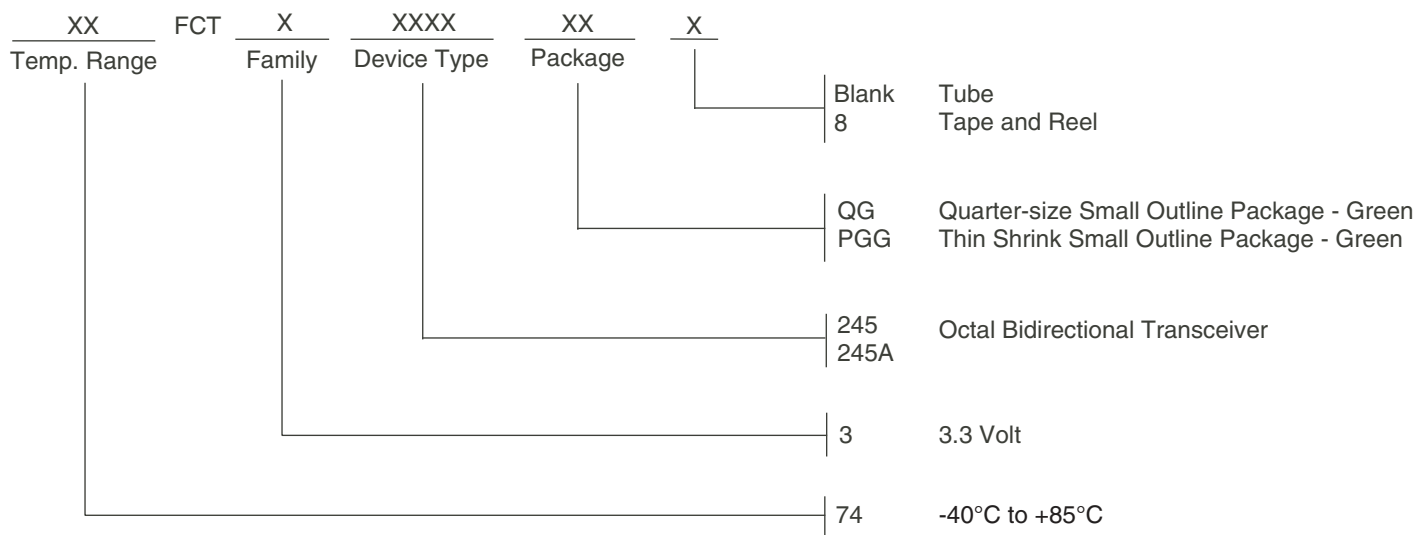 XX FCT X XXXX XX X
Temp. Range Family Device Type Package
Blank Tube
8 Tape and Reel
QG Quarter-size Small Outline Package - Green
PGG Thin Shrink Small Outline Package - Green
245 Octal Bidirectional Transceiver
245A
3 3.3 Volt
74 -40°C to +85°C